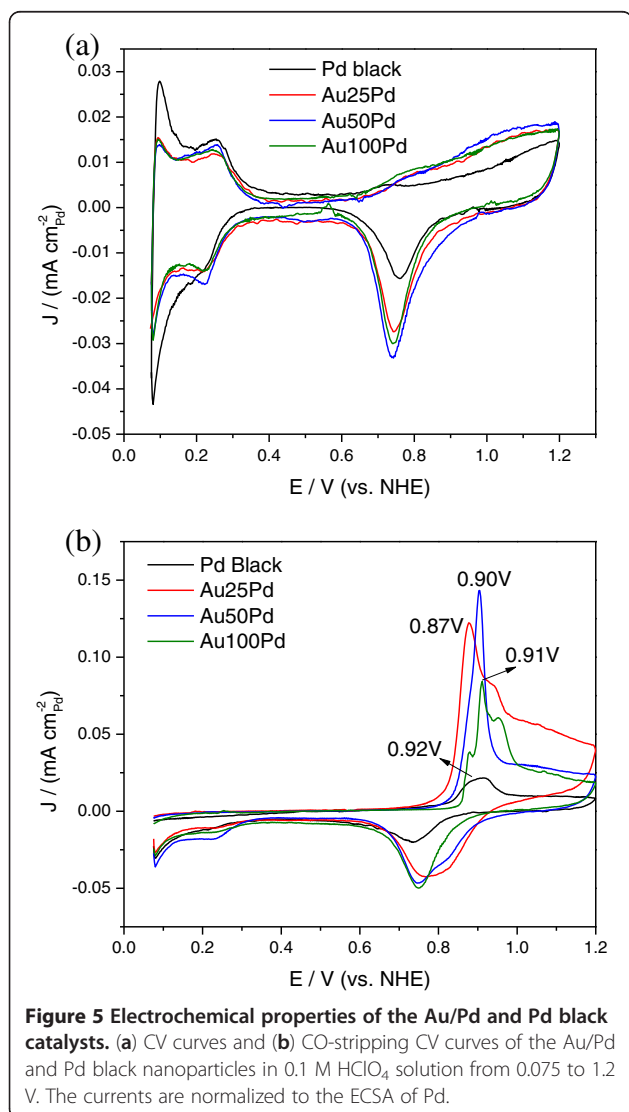 (a)
Pd black
Au25Pd
Au50Pd
Au100Pd
0.03
0.02
0.01
0.00
-0.01
-0.02
-0.03
-0.04
-0.05
J / (mA cm⁻²Pd)
0.0 0.2 0.4 0.6 0.8 1.0 1.2
E / V (vs. NHE)
(b)
Pd Black
Au25Pd
Au50Pd
Au100Pd
0.90V
0.87V
0.91V
0.92V
0.15
0.10
0.05
0.00
-0.05
J / (mA cm⁻²Pd)
0.0 0.2 0.4 0.6 0.8 1.0 1.2
E / V (vs. NHE)
Figure 5 Electrochemical properties of the Au/Pd and Pd black
catalysts. (a) CV curves and (b) CO-stripping CV curves of the Au/Pd
and Pd black nanoparticles in 0.1 M HClO₄ solution from 0.075 to 1.2
V. The currents are normalized to the ECSA of Pd.